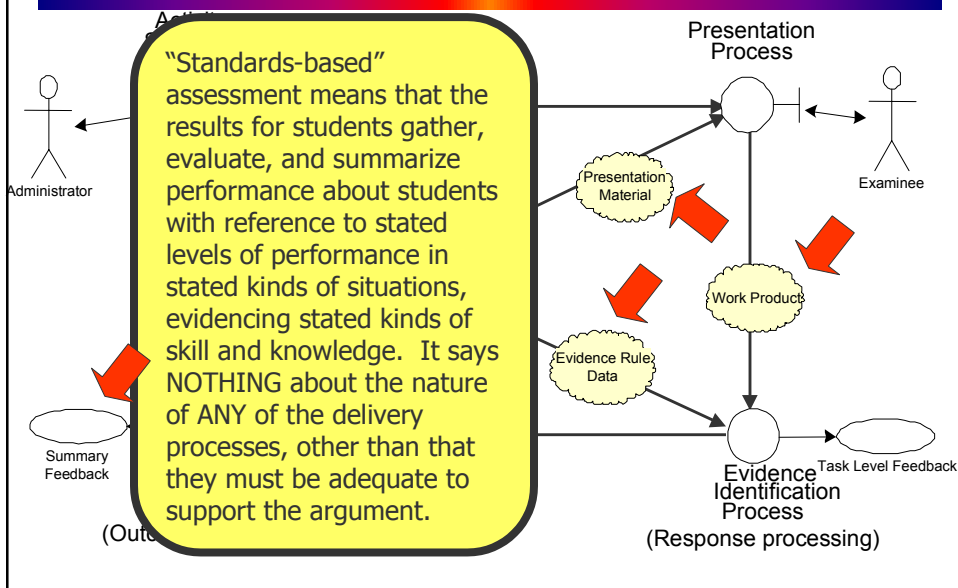 Presentation
Process
“Standards-based”
assessment means that the
results for students gather,
evaluate, and summarize
performance about students
with reference to stated
levels of performance in
stated kinds of situations,
evidencing stated kinds of
skill and knowledge. It says
NOTHING about the nature
of ANY of the delivery
processes, other than that
they must be adequate to
support the argument.
Administrator
Presentation
Material
Examinee
Work Product
Evidence Rule
Data
Summary
Feedback
Task Level Feedback
Evidence
Identification
Process
(Response processing)